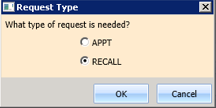 Request Type
What type of request is needed?
APPT
RECALL
OK
Cancel